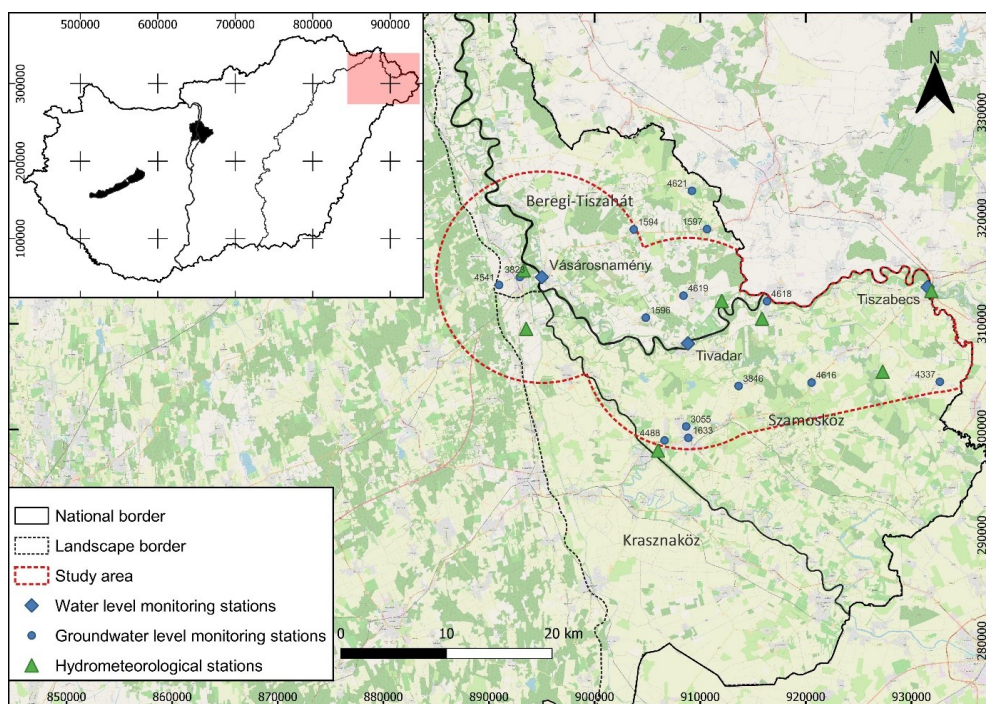 500000
600000
700000
800000
900000
300000
200000
100000
N
330000
320000
310000
300000
290000
280000
4621
Beregi-Tiszahát
1594
1597
3823
Vásárosnamény
4541
4619
4618
Tiszabecs
1596
Tivadar
3846
4616
4337
3055
1633
4488
Szamosköz
Krasznaköz
National border
Landscape border
Study area
Water level monitoring stations
Groundwater level monitoring stations
Hydrometeorological stations
0
10
20 km
850000
860000
870000
880000
890000
900000
910000
920000
930000